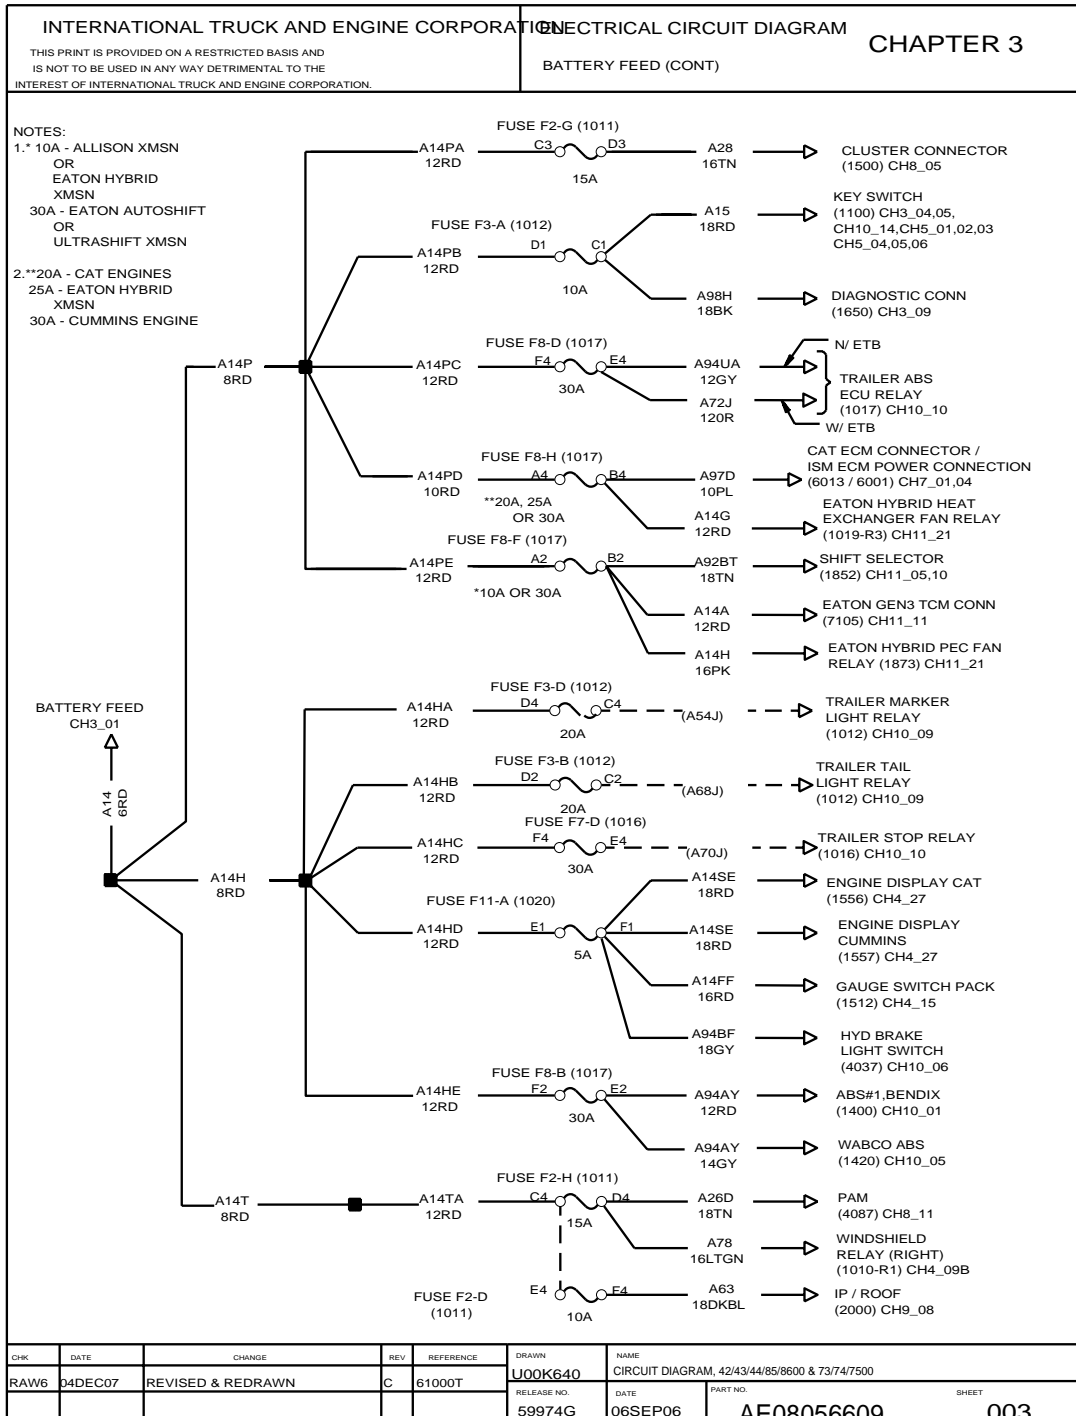 INTERNATIONAL TRUCK AND ENGINE CORPORATION
THIS PRINT IS PROVIDED ON A RESTRICTED BASIS AND
IS NOT TO BE USED IN ANY WAY DETRIMENTAL TO THE
INTEREST OF INTERNATIONAL TRUCK AND ENGINE CORPORATION.
ELECTRICAL CIRCUIT DIAGRAM
BATTERY FEED (CONT)
CHAPTER 3
NOTES:
1.* 10A - ALLISON XMSN
OR
EATON HYBRID
XMSN
30A - EATON AUTOSHIFT
OR
ULTRASHIFT XMSN
2.**20A - CAT ENGINES
25A - EATON HYBRID
XMSN
30A - CUMMINS ENGINE
FUSE F2-G (1011)
A14PA
12RD
C3
D3
15A
A28
16TN
CLUSTER CONNECTOR
(1500) CH8_05
FUSE F3-A (1012)
A14PB
12RD
D1
C1
10A
A15
18RD
KEY SWITCH
(1100) CH3_04,05,
CH10_14,CH5_01,02,03
CH5_04,05,06
A98H
18BK
DIAGNOSTIC CONN
(1650) CH3_09
A14P
8RD
FUSE F8-D (1017)
A14PC
12RD
F4
E4
30A
A94UA
12GY
N/ ETB
A72J
120R
W/ ETB
TRAILER ABS
ECU RELAY
(1017) CH10_10
FUSE F8-H (1017)
A14PD
10RD
A4
B4
**20A, 25A
OR 30A
A97D
10PL
CAT ECM CONNECTOR /
ISM ECM POWER CONNECTION
(6013 / 6001) CH7_01,04
A14G
12RD
EATON HYBRID HEAT
EXCHANGER FAN RELAY
(1019-R3) CH11_21
FUSE F8-F (1017)
A14PE
12RD
A2
B2
*10A OR 30A
A92BT
18TN
SHIFT SELECTOR
(1852) CH11_05,10
A14A
12RD
EATON GEN3 TCM CONN
(7105) CH11_11
A14H
16PK
EATON HYBRID PEC FAN
RELAY (1873) CH11_21
BATTERY FEED
CH3_01
A14
6RD
FUSE F3-D (1012)
A14HA
12RD
D4
C4
20A
(A54J)
TRAILER MARKER
LIGHT RELAY
(1012) CH10_09
FUSE F3-B (1012)
A14HB
12RD
D2
C2
20A
(A68J)
TRAILER TAIL
LIGHT RELAY
(1012) CH10_09
FUSE F7-D (1016)
A14HC
12RD
F4
E4
30A
(A70J)
TRAILER STOP RELAY
(1016) CH10_10
A14H
8RD
FUSE F11-A (1020)
A14HD
12RD
E1
F1
5A
A14SE
18RD
ENGINE DISPLAY CAT
(1556) CH4_27
A14SE
18RD
ENGINE DISPLAY
CUMMINS
(1557) CH4_27
A14FF
16RD
GAUGE SWITCH PACK
(1512) CH4_15
A94BF
18GY
HYD BRAKE
LIGHT SWITCH
(4037) CH10_06
FUSE F8-B (1017)
A14HE
12RD
F2
E2
30A
A94AY
12RD
ABS#1,BENDIX
(1400) CH10_01
A94AY
14GY
WABCO ABS
(1420) CH10_05
FUSE F2-H (1011)
A14T
8RD
A14TA
12RD
C4
D4
15A
A26D
18TN
PAM
(4087) CH8_11
A78
16LTGN
WINDSHIELD
RELAY (RIGHT)
(1010-R1) CH4_09B
FUSE F2-D
(1011)
E4
F4
10A
A63
18DKBL
IP / ROOF
(2000) CH9_08
CHK DATE CHANGE REV REFERENCE
RAW6 04DEC07 REVISED & REDRAWN C 61000T
DRAWN
U00K640
NAME
CIRCUIT DIAGRAM, 42/43/44/85/8600 & 73/74/7500
RELEASE NO.
59974G
DATE
06SEP06
PART NO.
AE08056609
SHEET
003